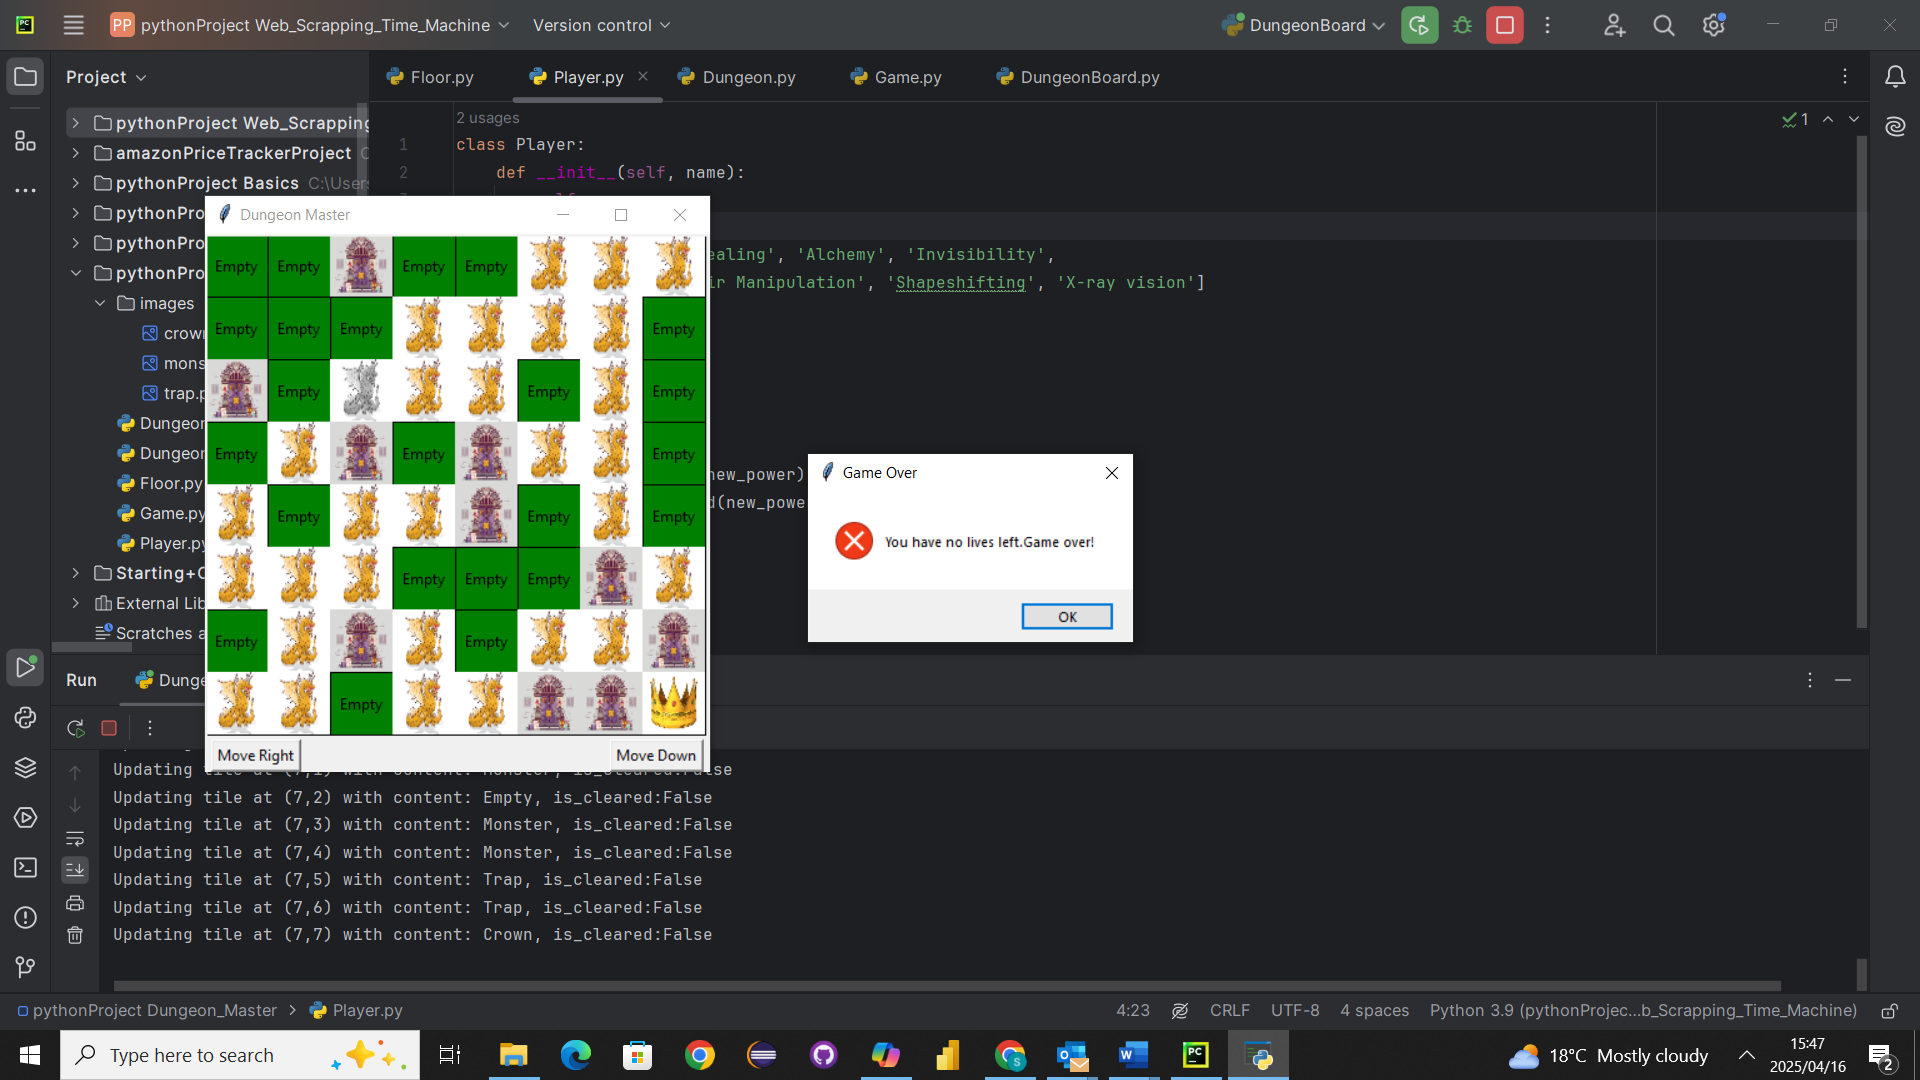 PC
PP pythonProject Web_Scrapping_Time_Machine
Version control
DungeonBoard
Project
Floor.py
Player.py
Dungeon.py
Game.py
DungeonBoard.py
pythonProject Web_Scrapping
amazonPriceTrackerProject
pythonProject Basics C:\User
pythonPro
pythonPro
pythonPro
images
crow
mons
trap.p
Dungeo
Dungeo
Floor.py
Game.py
Player.py
Starting+C
External Lib
Scratches a
2 usages
1 class Player:
2 def __init__(self, name):
ealing', 'Alchemy', 'Invisibility',
ir Manipulation', 'Shapeshifting', 'X-ray vision']
new_power)
d(new_powe
1
Dungeon Master
Empty Empty Empty Empty
Empty Empty Empty Empty
Empty Empty Empty
Empty Empty Empty
Empty Empty Empty
Empty Empty Empty
Empty Empty
Empty
Move Right Move Down
Game Over
You have no lives left.Game over!
OK
Run
Dunge
Updating tile at (7,1) with content: Monster, is_cleared:False
Updating tile at (7,2) with content: Empty, is_cleared:False
Updating tile at (7,3) with content: Monster, is_cleared:False
Updating tile at (7,4) with content: Monster, is_cleared:False
Updating tile at (7,5) with content: Trap, is_cleared:False
Updating tile at (7,6) with content: Trap, is_cleared:False
Updating tile at (7,7) with content: Crown, is_cleared:False
pythonProject Dungeon_Master
Player.py
4:23 CRLF UTF-8 4 spaces Python 3.9 (pythonProjec...b_Scrapping_Time_Machine)
Type here to search
PC
18°C Mostly cloudy
15:47
2025/04/16
2